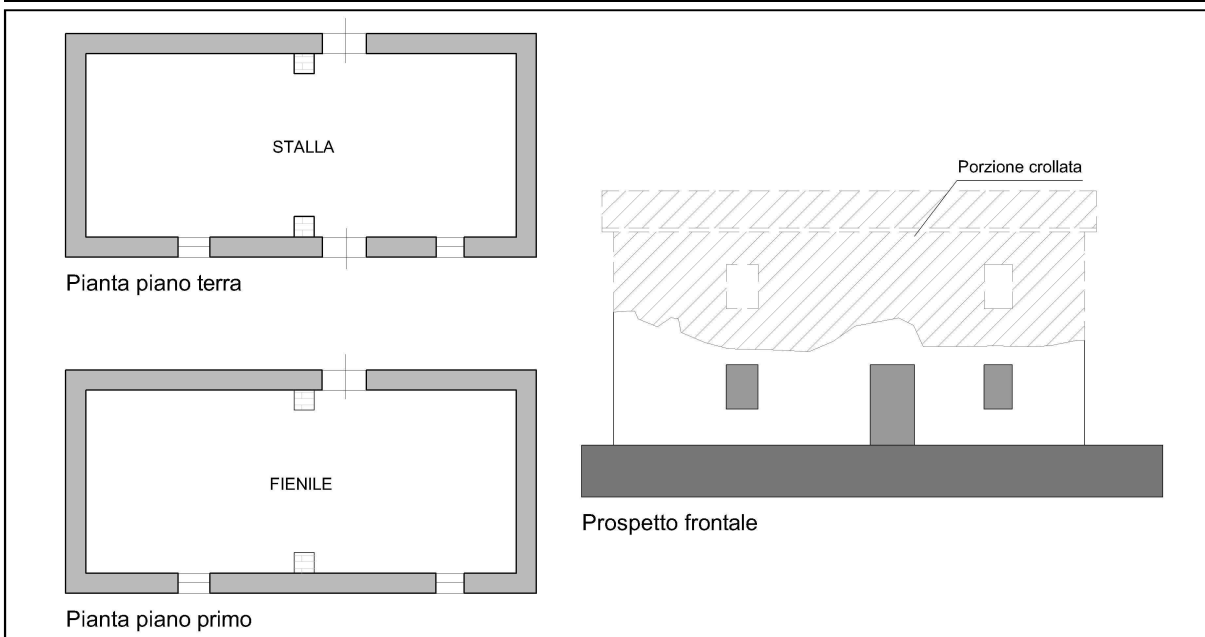 STALLA
Pianta piano terra
FIENILE
Pianta piano primo
Porzione crollata
Prospetto frontale